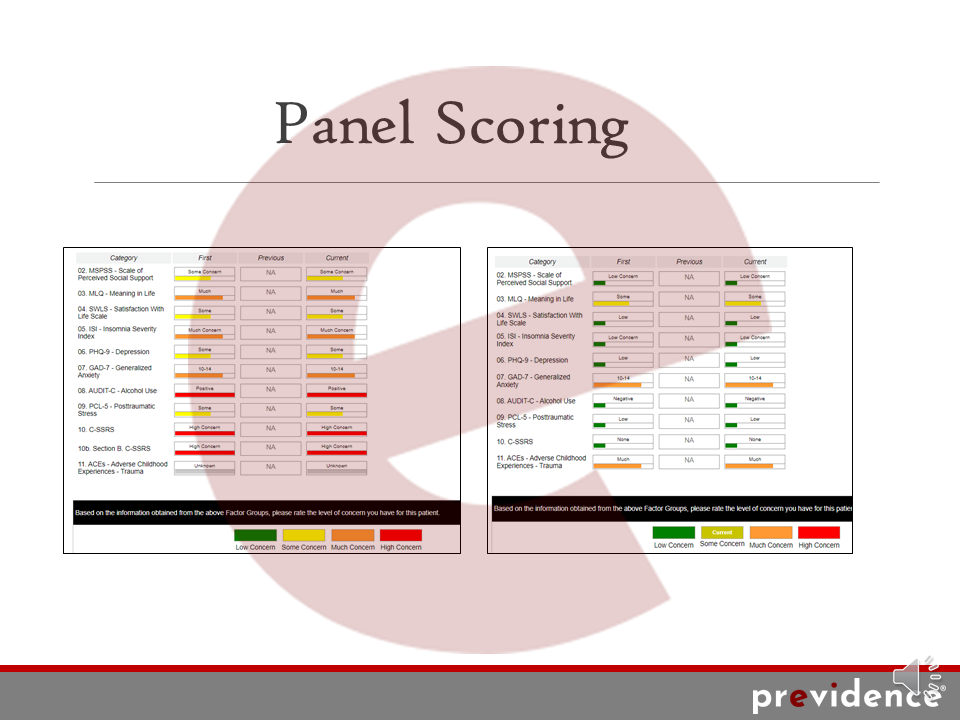 Panel Scoring
Category First Previous Current
02. MSPSS - Scale of
Perceived Social Support
Some Concern NA Some Concern
03. MLQ - Meaning in Life Much NA Much
04. SWLS - Satisfaction With
Life Scale
Some NA Some
05. ISI - Insomnia Severity
Index
Much Concern NA Much Concern
06. PHQ-9 - Depression Some NA Some
07. GAD-7 - Generalized
Anxiety
10-14 NA 10-14
08. AUDIT-C - Alcohol Use Positive NA Positive
09. PCL-5 - Posttraumatic
Stress
Some NA Some
10. C-SSRS High Concern NA High Concern
10b. Section B. C-SSRS High Concern NA High Concern
11. ACEs - Adverse Childhood
Experiences - Trauma
Unknown NA Unknown
Based on the information obtained from the above Factor Groups, please rate the level of concern you have for this patient.
Low Concern Some Concern Much Concern High Concern
Category First Previous Current
02. MSPSS - Scale of
Perceived Social Support
Low Concern NA Low Concern
03. MLQ - Meaning in Life Some NA Some
04. SWLS - Satisfaction With
Life Scale
Low NA Low
05. ISI - Insomnia Severity
Index
Low Concern NA Low Concern
06. PHQ-9 - Depression Low NA Low
07. GAD-7 - Generalized
Anxiety
10-14 NA 10-14
08. AUDIT-C - Alcohol Use Negative NA Negative
09. PCL-5 - Posttraumatic
Stress
Low NA Low
10. C-SSRS None NA None
11. ACEs - Adverse Childhood
Experiences - Trauma
Much NA Much
Based on the information obtained from the above Factor Groups, please rate the level of concern you have for this patie
Current
Low Concern Some Concern Much Concern High Concern
previdence®